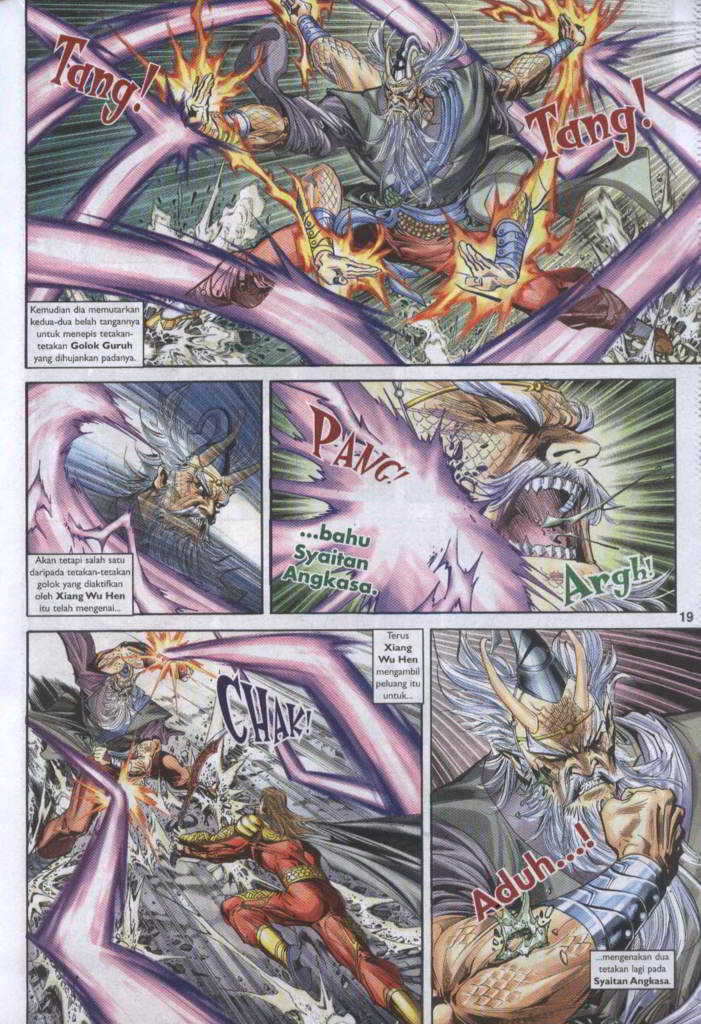 Tang!
Tang!
Kemudian dia memutarkan
kedua-dua belah tangannya
untuk menepis tetakan-
tetakan Golok Guruh
yang dihujankan padanya.
Akan tetapi salah satu
daripada tetakan-tetakan
golok yang diaktifkan
oleh Xiang Wu Hen
itu telah mengenai...
PANG!
...bahu
Syaitan
Angkasa.
Argh!
19
CHAK!
Terus
Xiang
Wu Hen
mengambil
peluang itu
untuk...
Aduh...!
...mengenakan dua
tetakan lagi pada
Syaitan Angkasa.